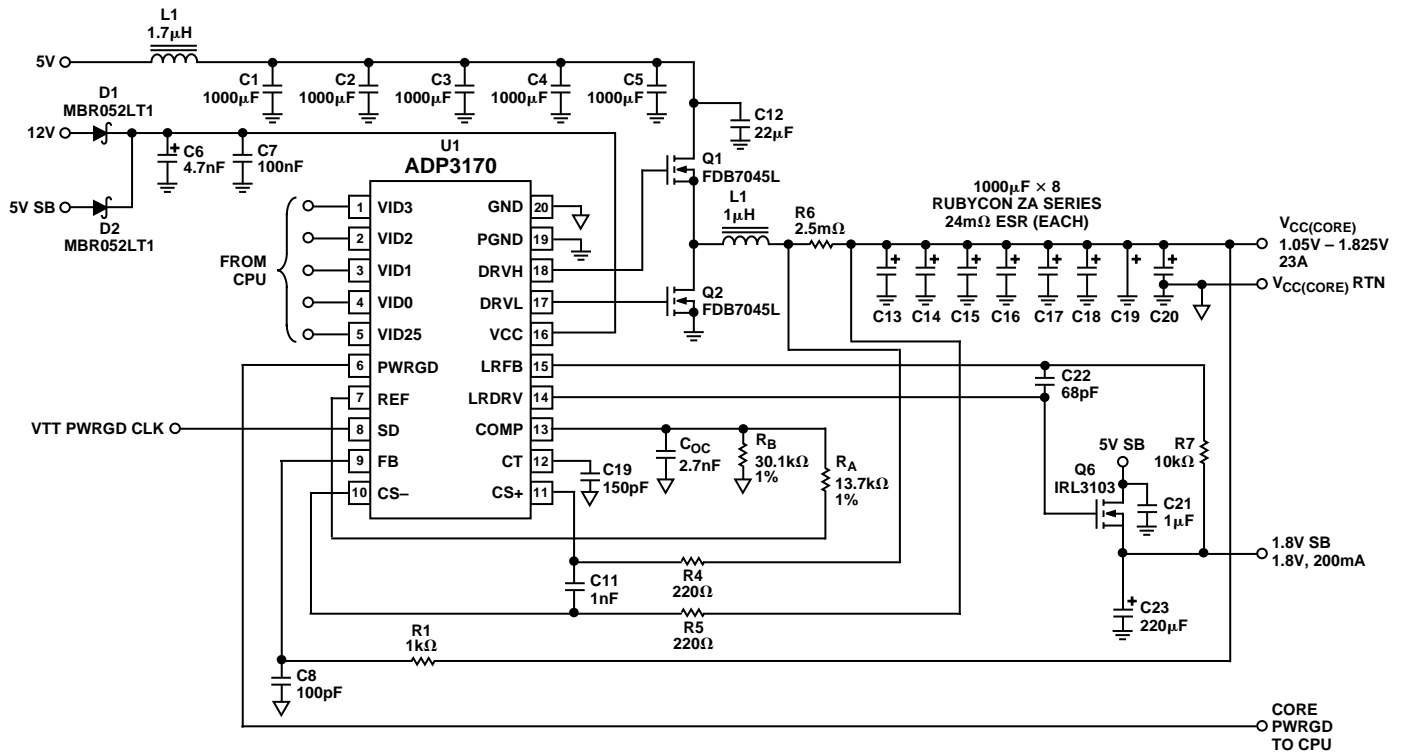 L1
1.7µH
5V
C1
1000µF
C2
1000µF
C3
1000µF
C4
1000µF
C5
1000µF
D1
MBR052LT1
12V
C6
4.7nF
C7
100nF
C12
22µF
5V SB
D2
MBR052LT1
U1
ADP3170
FROM
CPU
1 VID3
2 VID2
3 VID1
4 VID0
5 VID25
6 PWRGD
7 REF
8 SD
9 FB
10 CS–
GND 20
PGND 19
DRVH 18
DRVL 17
VCC 16
LRFB 15
LRDRV 14
COMP 13
CT 12
CS+ 11
Q1
FDB7045L
Q2
FDB7045L
L1
1µH
R6
2.5mΩ
1000µF × 8
RUBYCON ZA SERIES
24mΩ ESR (EACH)
C13
C14
C15
C16
C17
C18
C19
C20
VCC(CORE)
1.05V – 1.825V
23A
VCC(CORE) RTN
VTT PWRGD CLK
COC
2.7nF
RB
30.1kΩ
1%
RA
13.7kΩ
1%
C19
150pF
C22
68pF
5V SB
R7
10kΩ
Q6
IRL3103
C21
1µF
1.8V SB
1.8V, 200mA
C23
220µF
R4
220Ω
C11
1nF
R5
220Ω
R1
1kΩ
C8
100pF
CORE
PWRGD
TO CPU